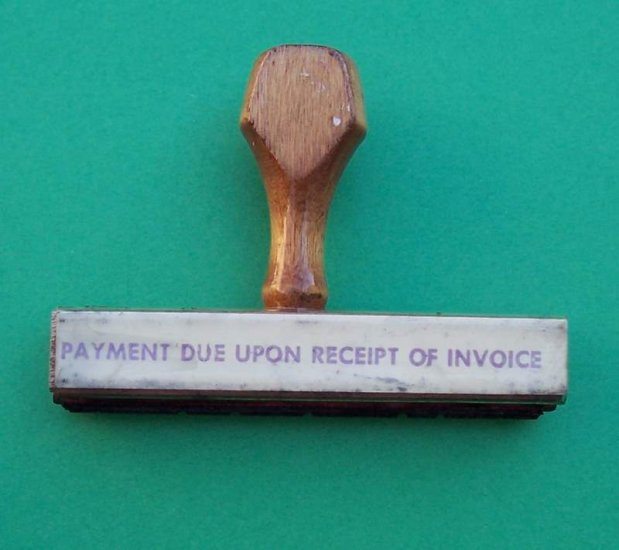 PAYMENT DUE UPON RECEIPT OF INVOICE